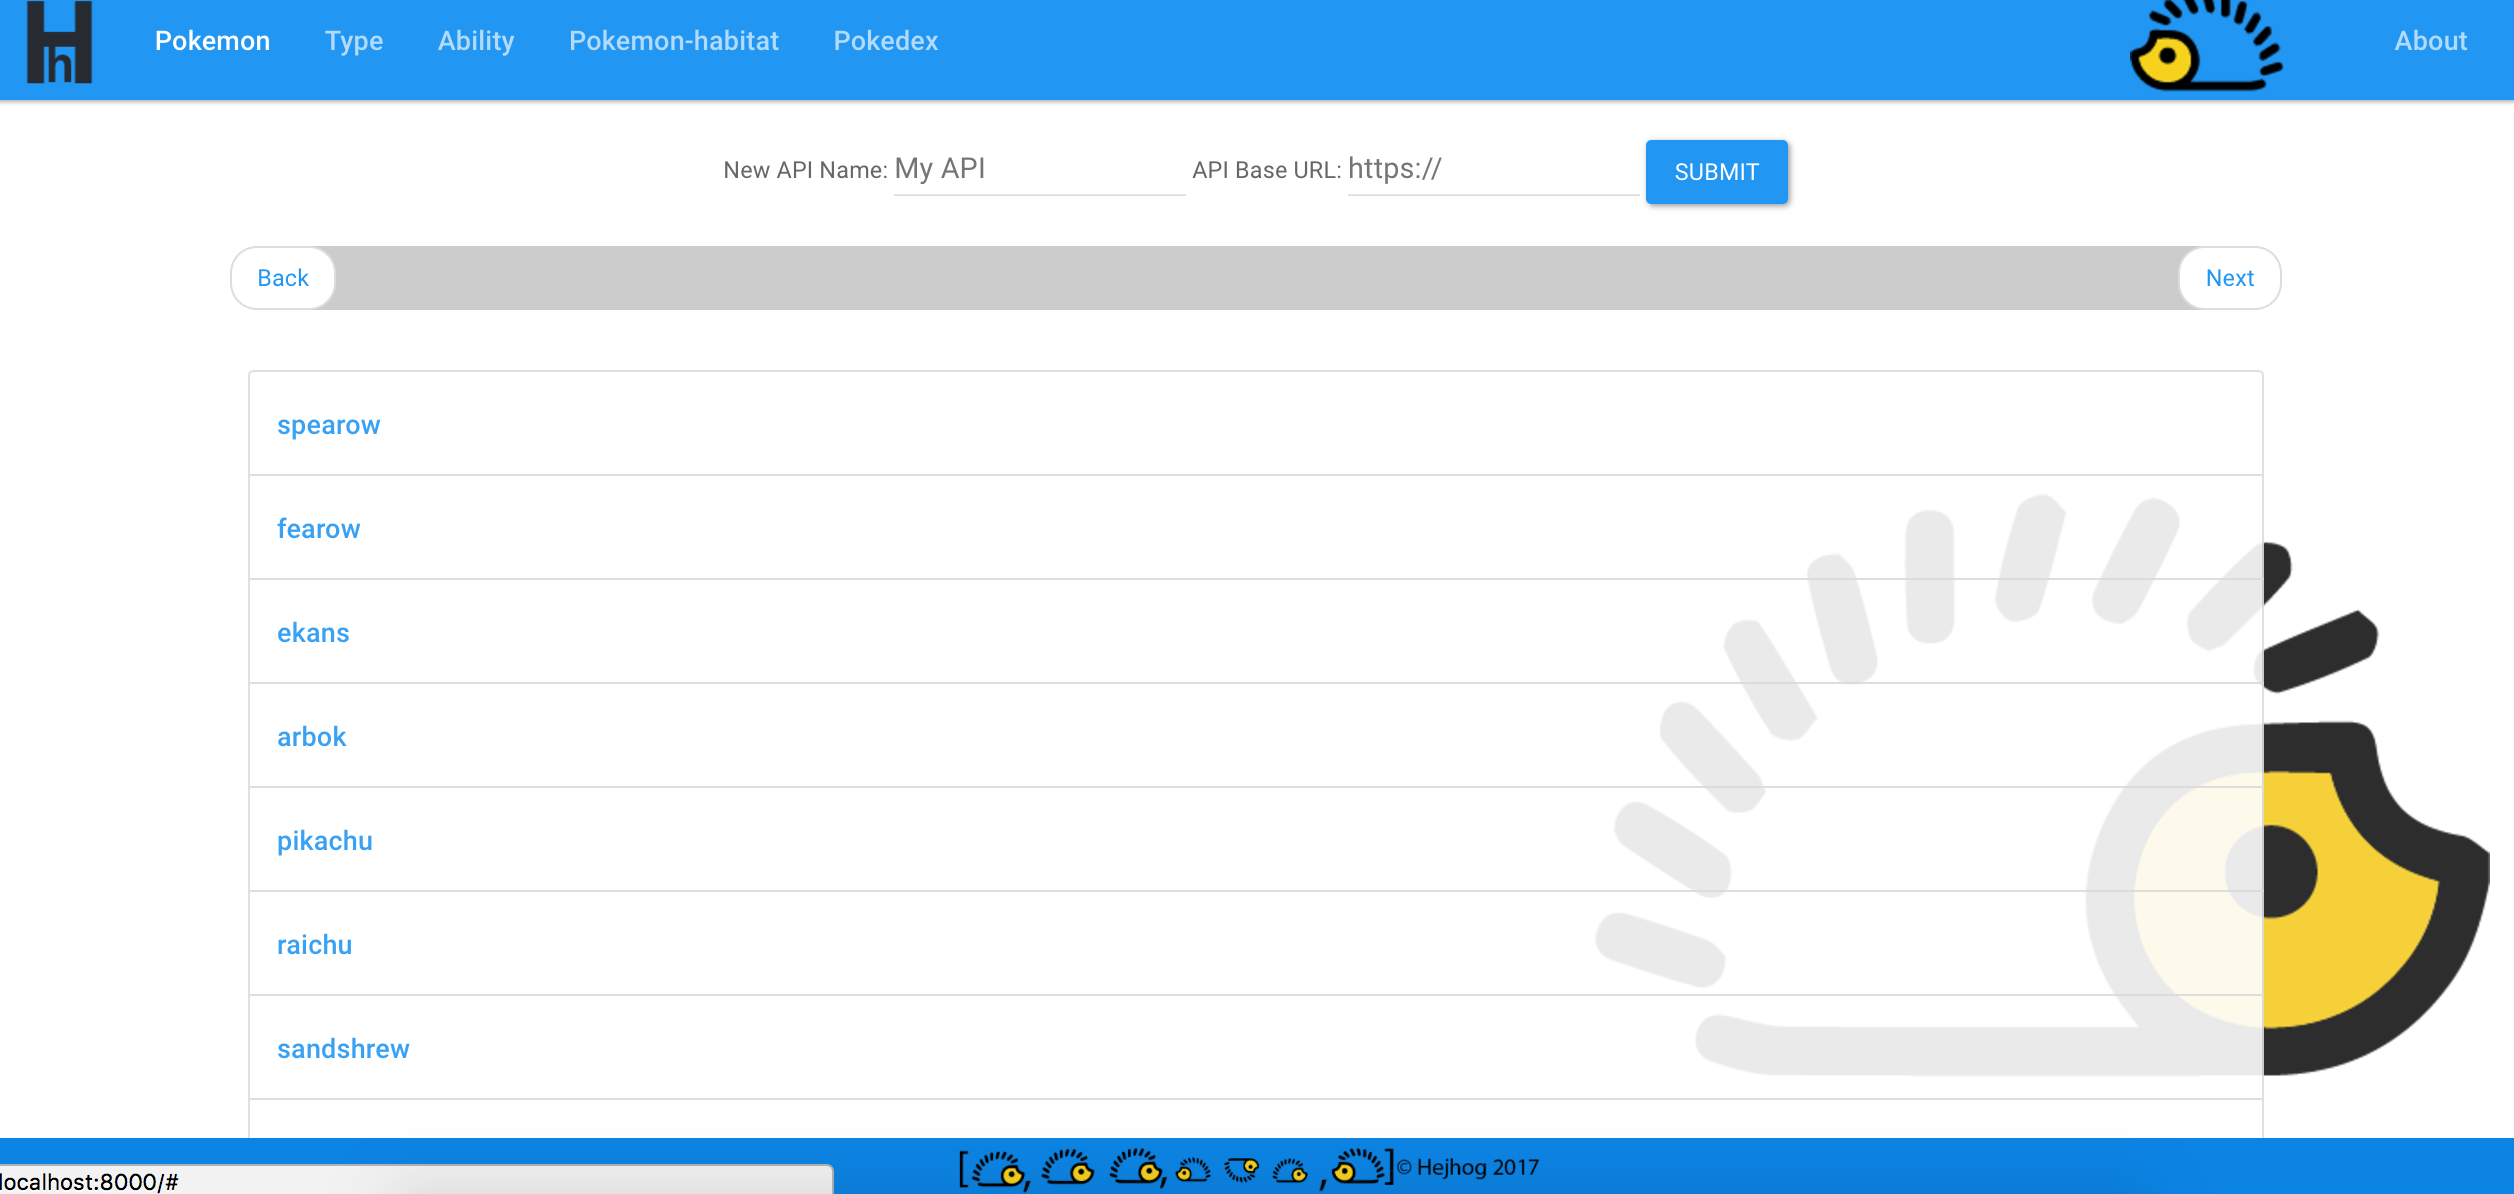 Hh Pokemon Type Ability Pokemon-habitat Pokedex About
New API Name: My API API Base URL: https:// SUBMIT
Back Next
spearow
fearow
ekans
arbok
pikachu
raichu
sandshrew
[ , , , ]© Hejhog 2017
localhost:8000/#